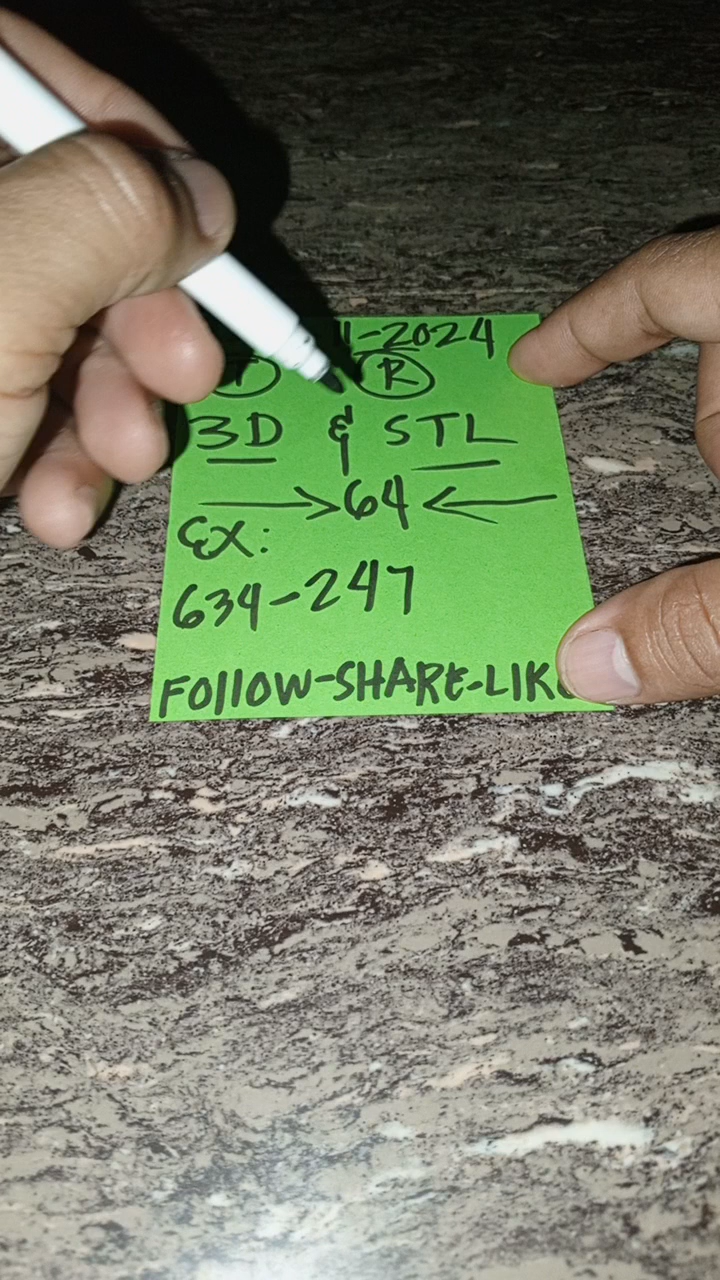 -2024
R
3D & STL
→64←
EX:
634-247
FOllOW-SHARE-LIK